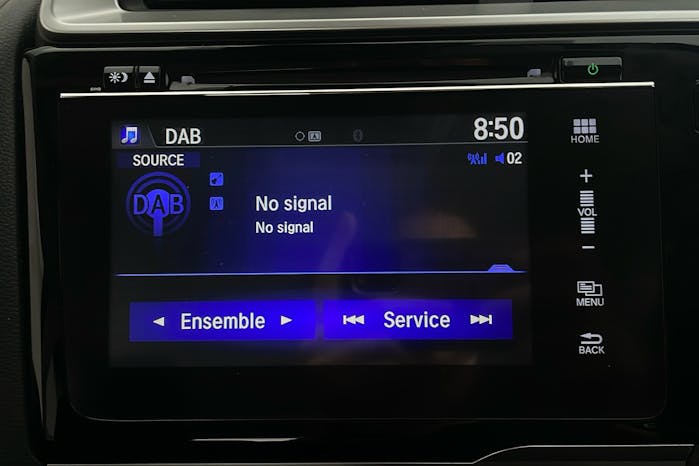 DAB
8:50
SOURCE
02
DAB
No signal
No signal
Ensemble
Service
HOME
+
VOL
−
MENU
BACK